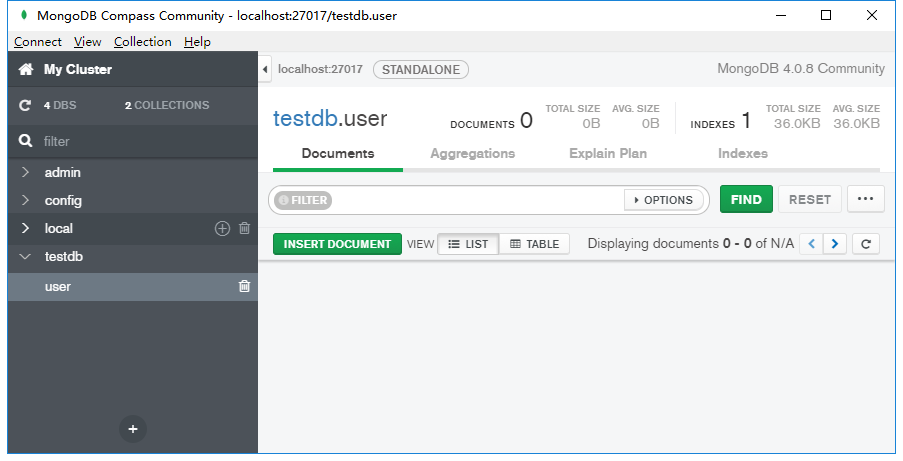 MongoDB Compass Community - localhost:27017/testdb.user
Connect View Collection Help
My Cluster
4 DBS 2 COLLECTIONS
filter
admin
config
local
testdb
user
localhost:27017 STANDALONE MongoDB 4.0.8 Community
testdb.user
DOCUMENTS 0 TOTAL SIZE 0B AVG. SIZE 0B
INDEXES 1 TOTAL SIZE 36.0KB AVG. SIZE 36.0KB
Documents Aggregations Explain Plan Indexes
FILTER OPTIONS FIND RESET ...
INSERT DOCUMENT VIEW LIST TABLE Displaying documents 0 - 0 of N/A